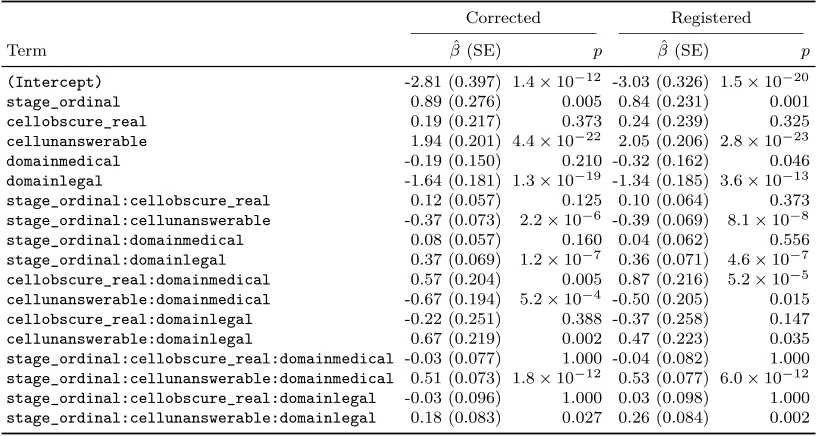 Corrected Registered
Term β̂ (SE) p β̂ (SE) p
(Intercept) -2.81 (0.397) 1.4 × 10⁻¹² -3.03 (0.326) 1.5 × 10⁻²⁰
stage_ordinal 0.89 (0.276) 0.005 0.84 (0.231) 0.001
cellobscure_real 0.19 (0.217) 0.373 0.24 (0.239) 0.325
cellunanswerable 1.94 (0.201) 4.4 × 10⁻²² 2.05 (0.206) 2.8 × 10⁻²³
domainmedical -0.19 (0.150) 0.210 -0.32 (0.162) 0.046
domainlegal -1.64 (0.181) 1.3 × 10⁻¹⁹ -1.34 (0.185) 3.6 × 10⁻¹³
stage_ordinal:cellobscure_real 0.12 (0.057) 0.125 0.10 (0.064) 0.373
stage_ordinal:cellunanswerable -0.37 (0.073) 2.2 × 10⁻⁶ -0.39 (0.069) 8.1 × 10⁻⁸
stage_ordinal:domainmedical 0.08 (0.057) 0.160 0.04 (0.062) 0.556
stage_ordinal:domainlegal 0.37 (0.069) 1.2 × 10⁻⁷ 0.36 (0.071) 4.6 × 10⁻⁷
cellobscure_real:domainmedical 0.57 (0.204) 0.005 0.87 (0.216) 5.2 × 10⁻⁵
cellunanswerable:domainmedical -0.67 (0.194) 5.2 × 10⁻⁴ -0.50 (0.205) 0.015
cellobscure_real:domainlegal -0.22 (0.251) 0.388 -0.37 (0.258) 0.147
cellunanswerable:domainlegal 0.67 (0.219) 0.002 0.47 (0.223) 0.035
stage_ordinal:cellobscure_real:domainmedical -0.03 (0.077) 1.000 -0.04 (0.082) 1.000
stage_ordinal:cellunanswerable:domainmedical 0.51 (0.073) 1.8 × 10⁻¹² 0.53 (0.077) 6.0 × 10⁻¹²
stage_ordinal:cellobscure_real:domainlegal -0.03 (0.096) 1.000 0.03 (0.098) 1.000
stage_ordinal:cellunanswerable:domainlegal 0.18 (0.083) 0.027 0.26 (0.084) 0.002